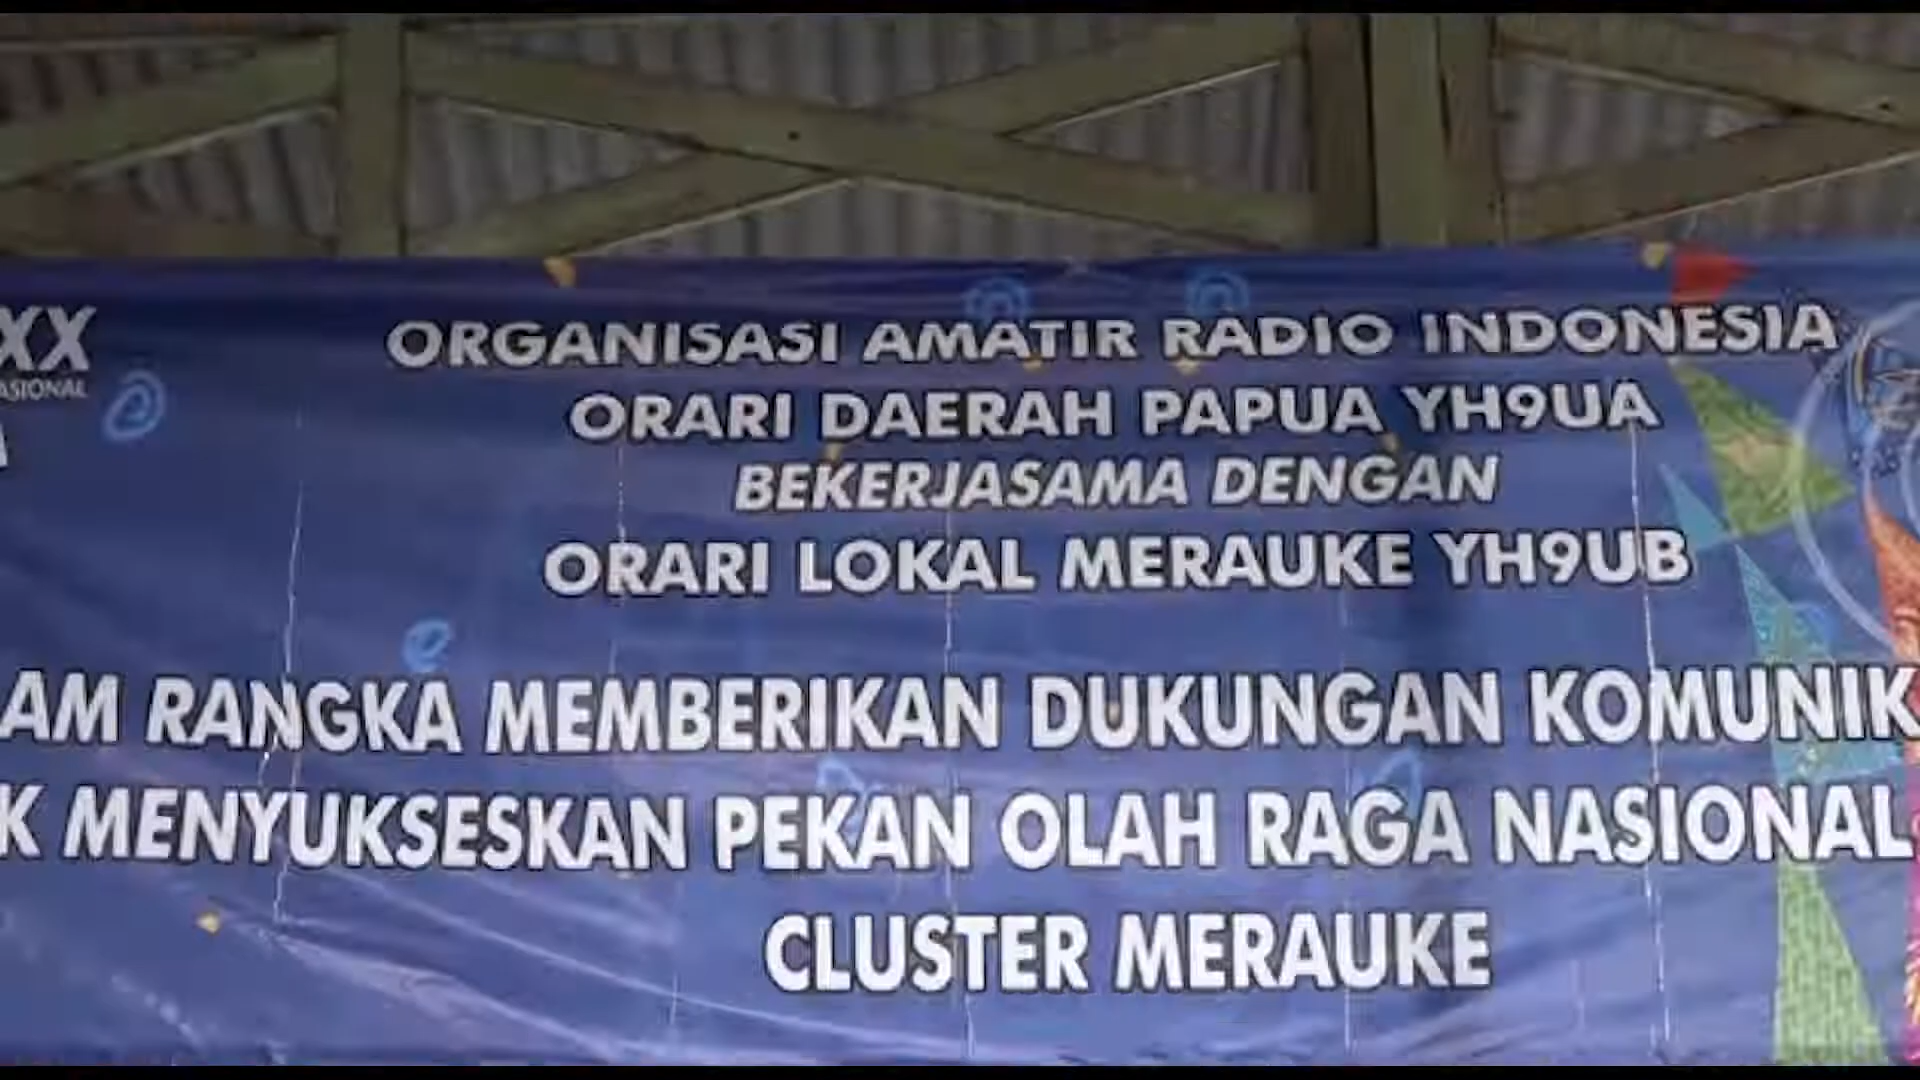 XX
ASIONAL
A
ORGANISASI AMATIR RADIO INDONESIA
ORARI DAERAH PAPUA YH9UA
BEKERJASAMA DENGAN
ORARI LOKAL MERAUKE YH9UB
AM RANGKA MEMBERIKAN DUKUNGAN KOMUNIK
K MENYUKSESKAN PEKAN OLAH RAGA NASIONAL
CLUSTER MERAUKE